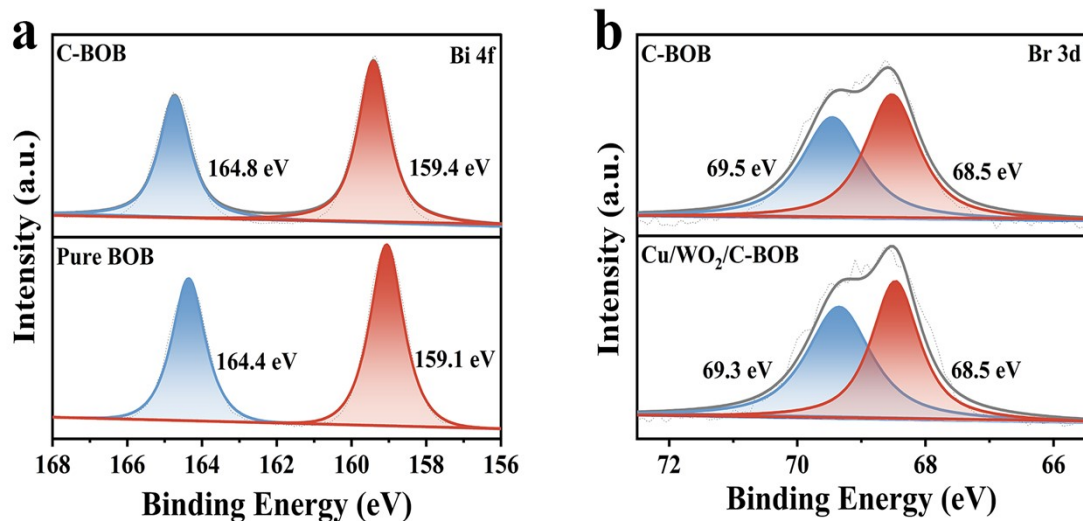 a
C-BOB
Bi 4f
164.8 eV
159.4 eV
Pure BOB
164.4 eV
159.1 eV
Intensity (a.u.)
168 166 164 162 160 158 156
Binding Energy (eV)
b
C-BOB
Br 3d
69.5 eV
68.5 eV
Cu/WO₂/C-BOB
69.3 eV
68.5 eV
Intensity (a.u.)
72 70 68 66
Binding Energy (eV)